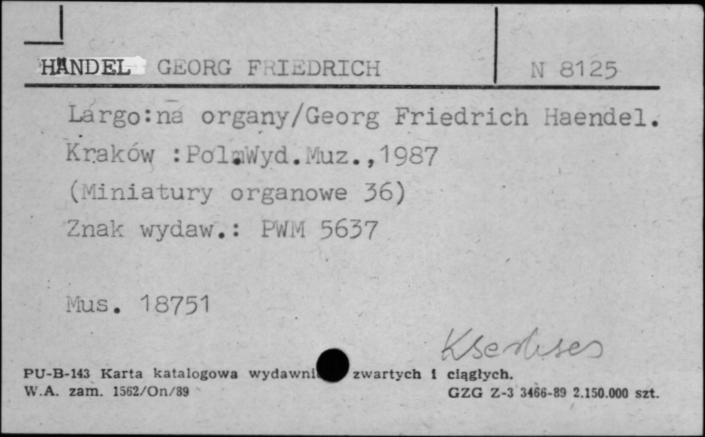 HÄNDEL GEORG FRIEDRICH N 8125
Largo:na organy/Georg Friedrich Haendel.
Kraków :Pol.Wyd.Muz.,1987
(Miniatury organowe 36)
Znak wydaw.: PWM 5637
Mus. 18751
PU-B-143 Karta katalogowa wydawni zwartych i ciągłych.
W.A. zam. 1562/On/89 GZG Z-3 3466-89 2.150.000 szt.